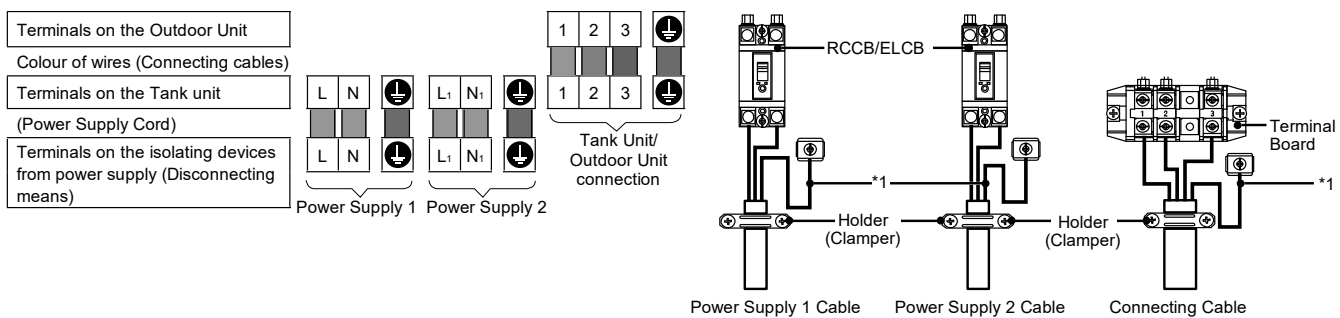 Terminals on the Outdoor Unit
Colour of wires (Connecting cables)
Terminals on the Tank unit
(Power Supply Cord)
Terminals on the isolating devices
from power supply (Disconnecting
means)
L N
L N
Power Supply 1
L1 N1
L1 N1
Power Supply 2
1 2 3
1 2 3
Tank Unit/
Outdoor Unit
connection
RCCB/ELCB
*1
Holder
(Clamper)
Holder
(Clamper)
1 2 3
Terminal
Board
*1
Power Supply 1 Cable
Power Supply 2 Cable
Connecting Cable